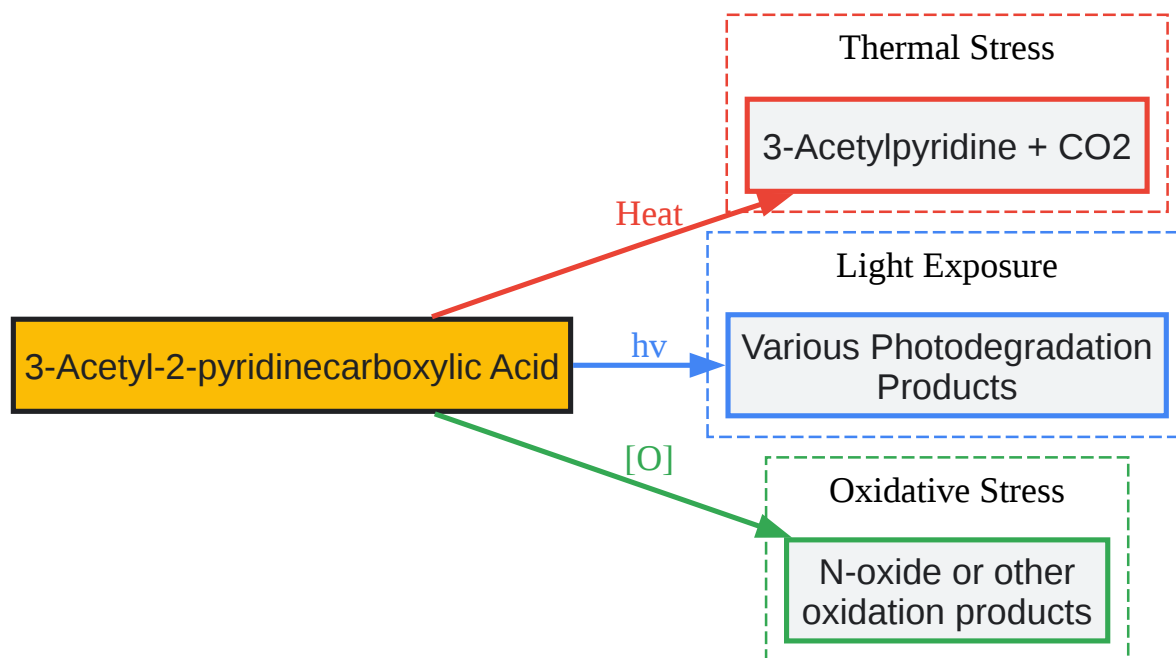 Thermal Stress
3-Acetylpyridine + CO2
Heat
Light Exposure
3-Acetyl-2-pyridinecarboxylic Acid
hv
Various Photodegradation
Products
[O]
Oxidative Stress
N-oxide or other
oxidation products